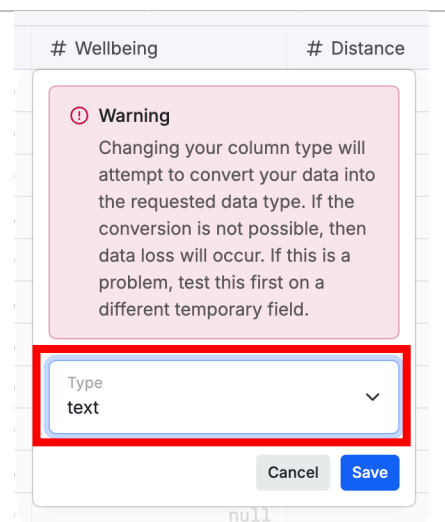 # Wellbeing # Distance
Warning
Changing your column type will
attempt to convert your data into
the requested data type. If the
conversion is not possible, then
data loss will occur. If this is a
problem, test this first on a
different temporary field.
Type
text
Cancel Save
null